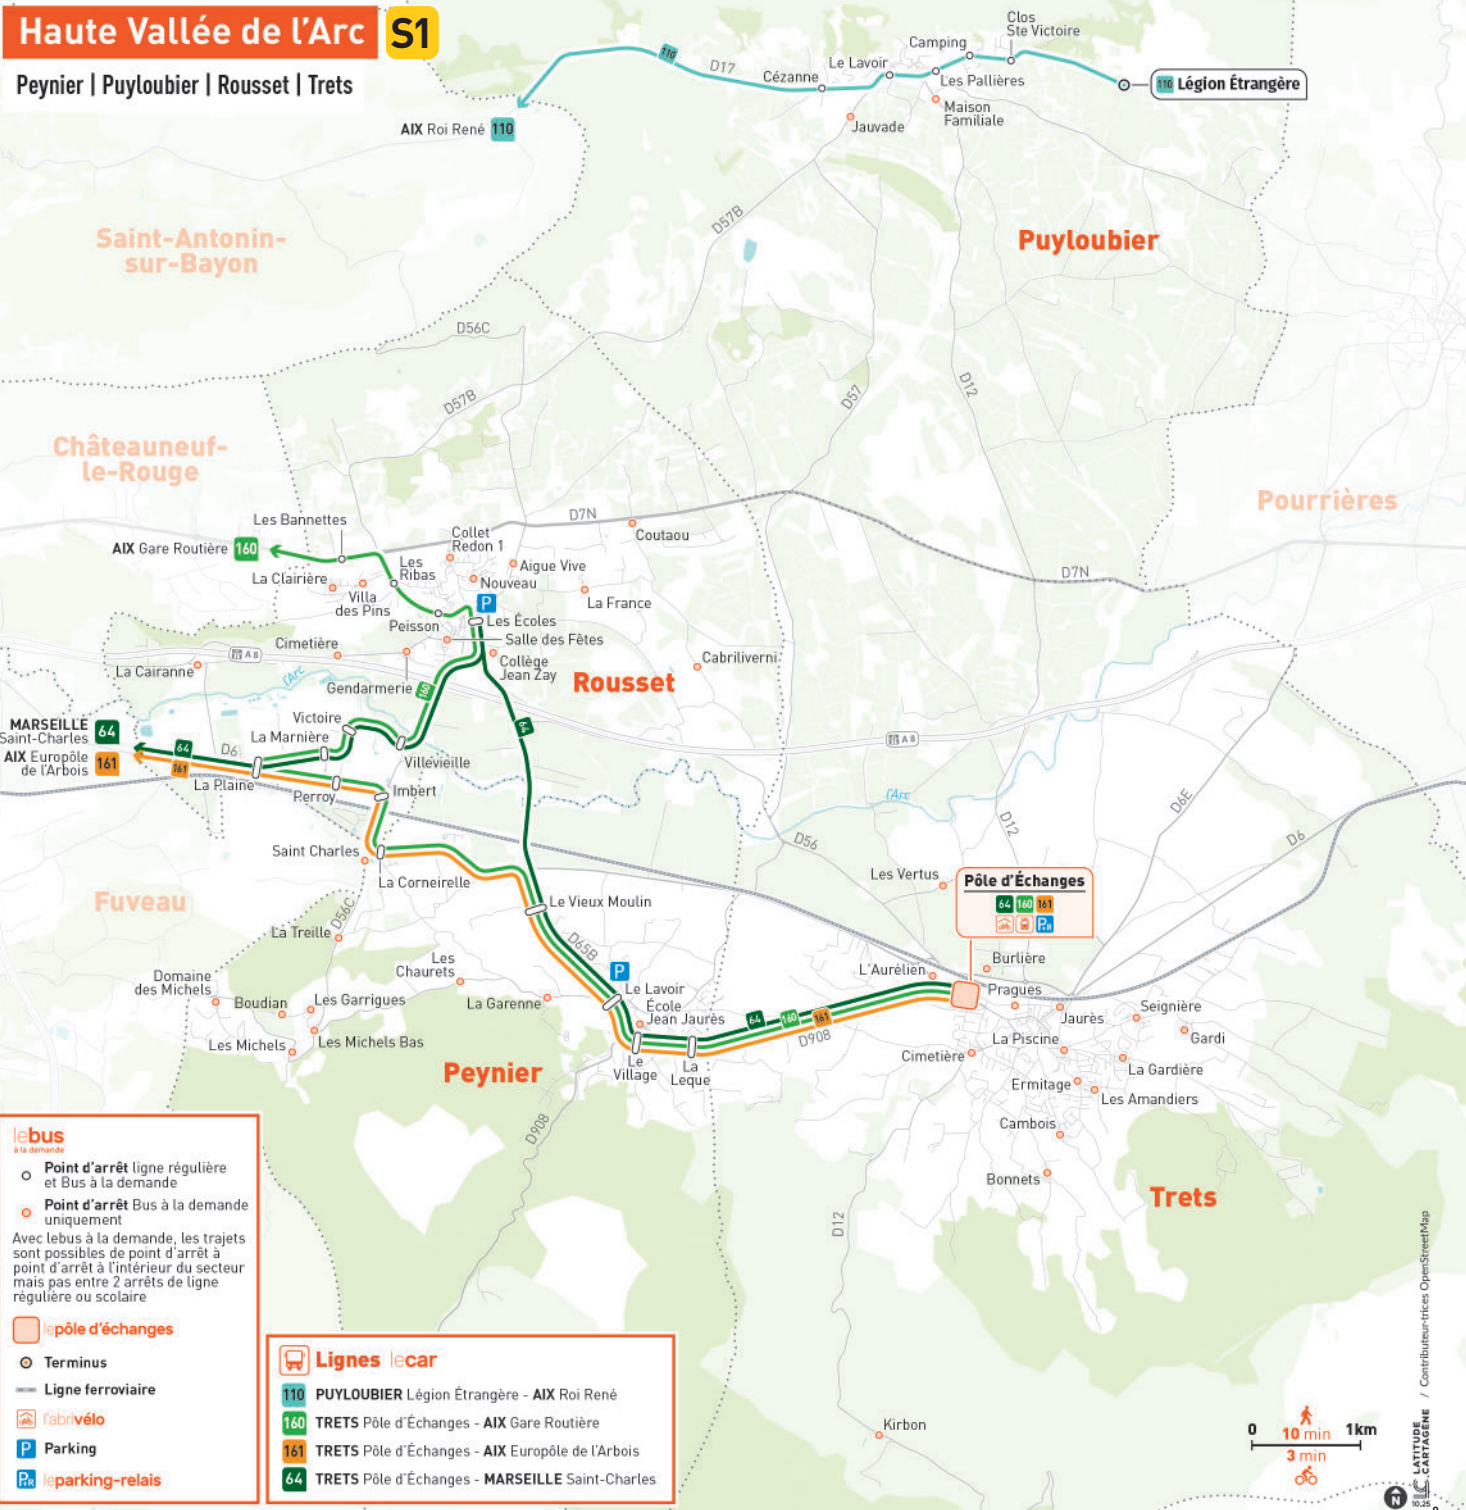 Haute Vallée de l'Arc S1
Peynier | Puyloubier | Rousset | Trets
Clos
Ste Victoire
Camping
Le Lavoir
Cézanne
Les Pallières
110
D17
110 Légion Étrangère
Maison
Familiale
Jauvade
AIX Roi René 110
D57B
Saint-Antonin-
sur-Bayon
Puyloubier
D56C
D57B
D57
D12
Châteauneuf-
le-Rouge
Pourrières
Les Bannettes
D7N
Coutaou
Collet
Redon 1
AIX Gare Routière 160
Les
Ribas
Aigue Vive
La Clairière
Nouveau
D7N
Villa
des Pins
P
La France
Peisson
Les Écoles
Salle des Fêtes
Cimetière
A8
Collège
Jean Zay
Cabriliverni
La Cairanne
l'Arc
Gendarmerie
160
Rousset
Victoire
64
MARSEILLE
Saint-Charles 64
La Marnière
A8
64
D6
AIX Europôle
de l'Arbois 161
161
Villevieille
La Plaine
Perroy
Imbert
l'Arc
D6E
D12
D6
D56
Saint Charles
La Corneirelle
Les Vertus
Pôle d'Échanges
64 160 161
PR
Fuveau
Le Vieux Moulin
D56C
La Treille
D65B
Les
Chaurets
L'Aurélien
Burlière
Domaine
des Michels
P
Le Lavoir
Pragues
Boudian
Les Garrigues
La Garenne
École
Jean Jaurès
Seignière
Jaurès
64 160 161
D908
La Piscine
Gardi
Les Michels
Les Michels Bas
Cimetière
Le
Village
La
Leque
Peynier
La Gardière
Ermitage
Les Amandiers
D908
Cambois
Bonnets
Trets
D12
Kirbon
lebus
à la demande
Point d'arrêt ligne régulière
et Bus à la demande
Point d'arrêt Bus à la demande
uniquement
Avec lebus à la demande, les trajets
sont possibles de point d'arrêt à
point d'arrêt à l'intérieur du secteur
mais pas entre 2 arrêts de ligne
régulière ou scolaire
lepôle d'échanges
Terminus
Ligne ferroviaire
l'abrivélo
P Parking
PR leparking-relais
Lignes lecar
110 PUYLOUBIER Légion Étrangère - AIX Roi René
160 TRETS Pôle d'Échanges - AIX Gare Routière
161 TRETS Pôle d'Échanges - AIX Europôle de l'Arbois
64 TRETS Pôle d'Échanges - MARSEILLE Saint-Charles
0 10 min 1km
3 min
N
LATITUDE
CARTAGÈNE / Contributeur·trices OpenStreetMap
10.25